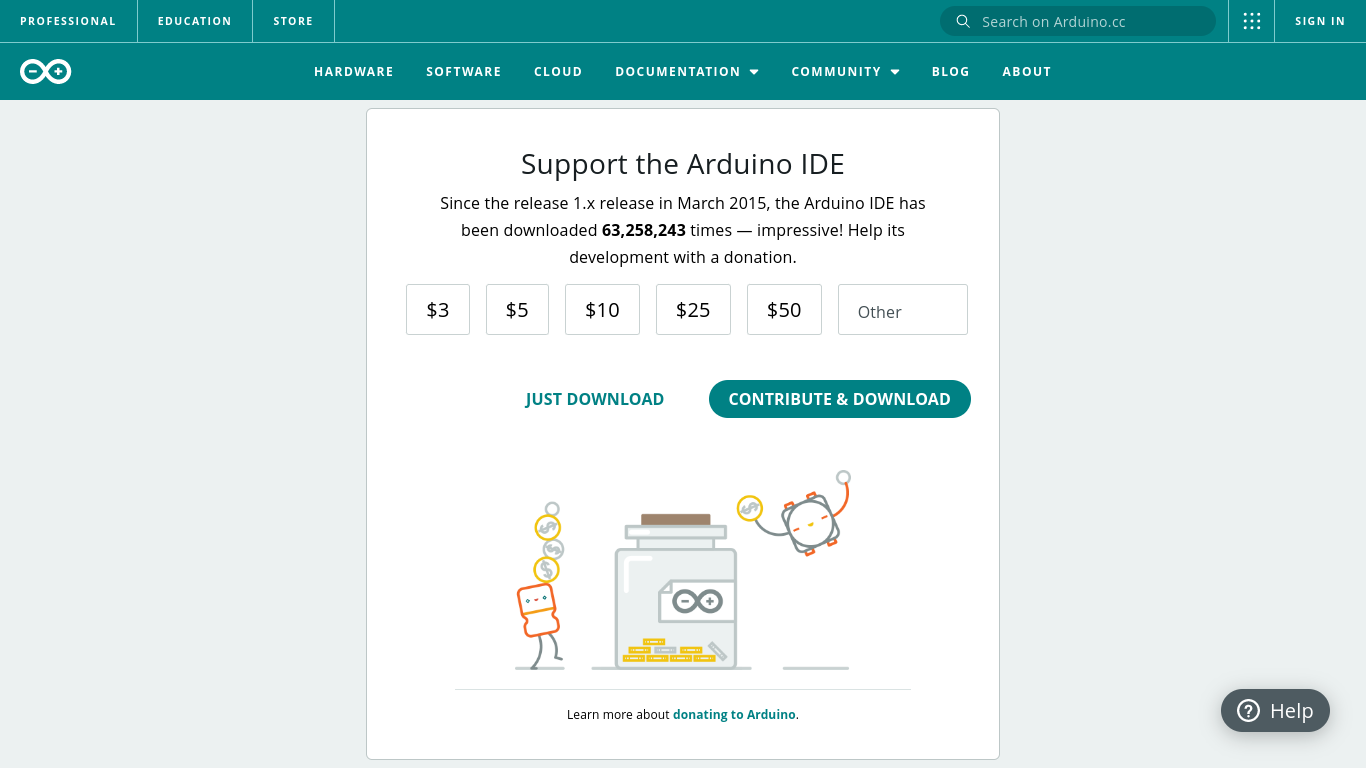 PROFESSIONAL
EDUCATION
STORE
Search on Arduino.cc
SIGN IN
HARDWARE
SOFTWARE
CLOUD
DOCUMENTATION
COMMUNITY
BLOG
ABOUT
Support the Arduino IDE
Since the release 1.x release in March 2015, the Arduino IDE has
been downloaded 63,258,243 times — impressive! Help its
development with a donation.
$3
$5
$10
$25
$50
Other
JUST DOWNLOAD
CONTRIBUTE & DOWNLOAD
Learn more about donating to Arduino.
Help